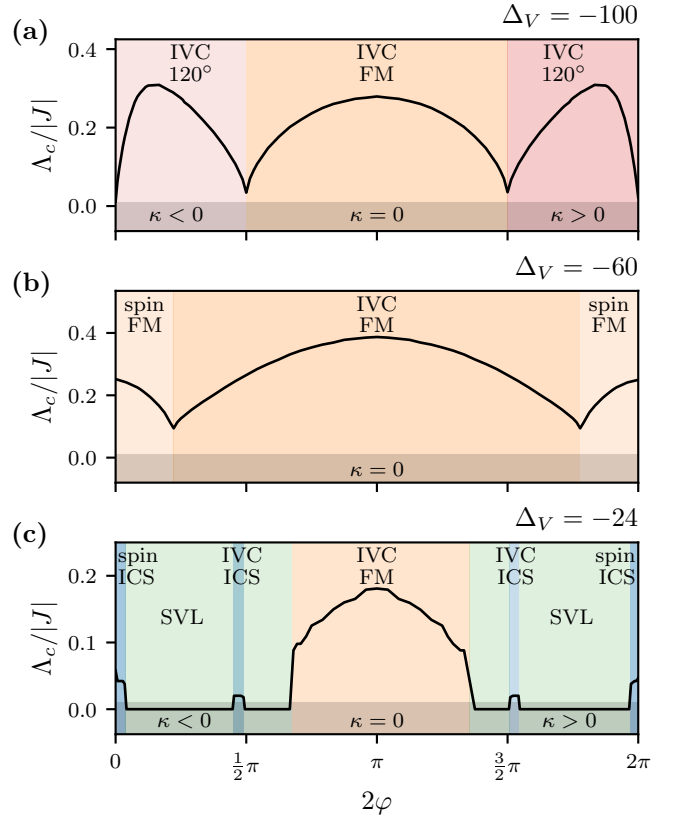 (a)
Δ_V = −100
IVC 120°
IVC FM
IVC 120°
0.4
0.2
0.0
Λ_c/|J|
κ < 0
κ = 0
κ > 0
(b)
Δ_V = −60
spin FM
IVC FM
spin FM
0.4
0.2
0.0
Λ_c/|J|
κ = 0
(c)
Δ_V = −24
spin ICS
IVC ICS
IVC FM
IVC ICS
spin ICS
SVL
SVL
0.2
0.1
0.0
Λ_c/|J|
κ < 0
κ = 0
κ > 0
0
½π
π
3/2π
2π
2φ